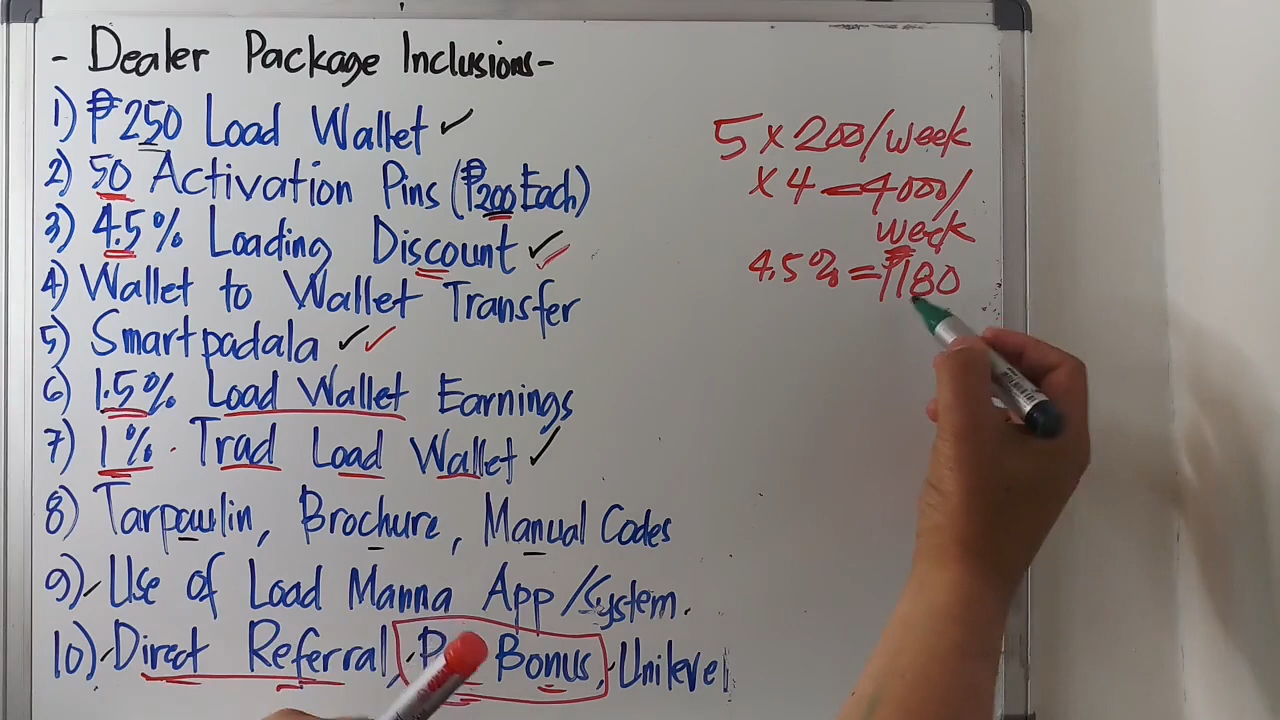 - Dealer Package Inclusions -
1) ₱250 Load Wallet ✓
2) 50 Activation Pins (₱200 Each)
3) 4.5% Loading Discount ✓
4) Wallet to Wallet Transfer
5) Smartpadala ✓✓
6) 1.5% Load Wallet Earnings
7) 1% Trad Load Wallet ✓
8) Tarpaulin, Brochure, Manual Codes
9) Use of Load Manna App/System.
10) Direct Referral, Bonus, Unilevel
5 x 200/week
x 4 = 4000/
week
4.5% = ₱180